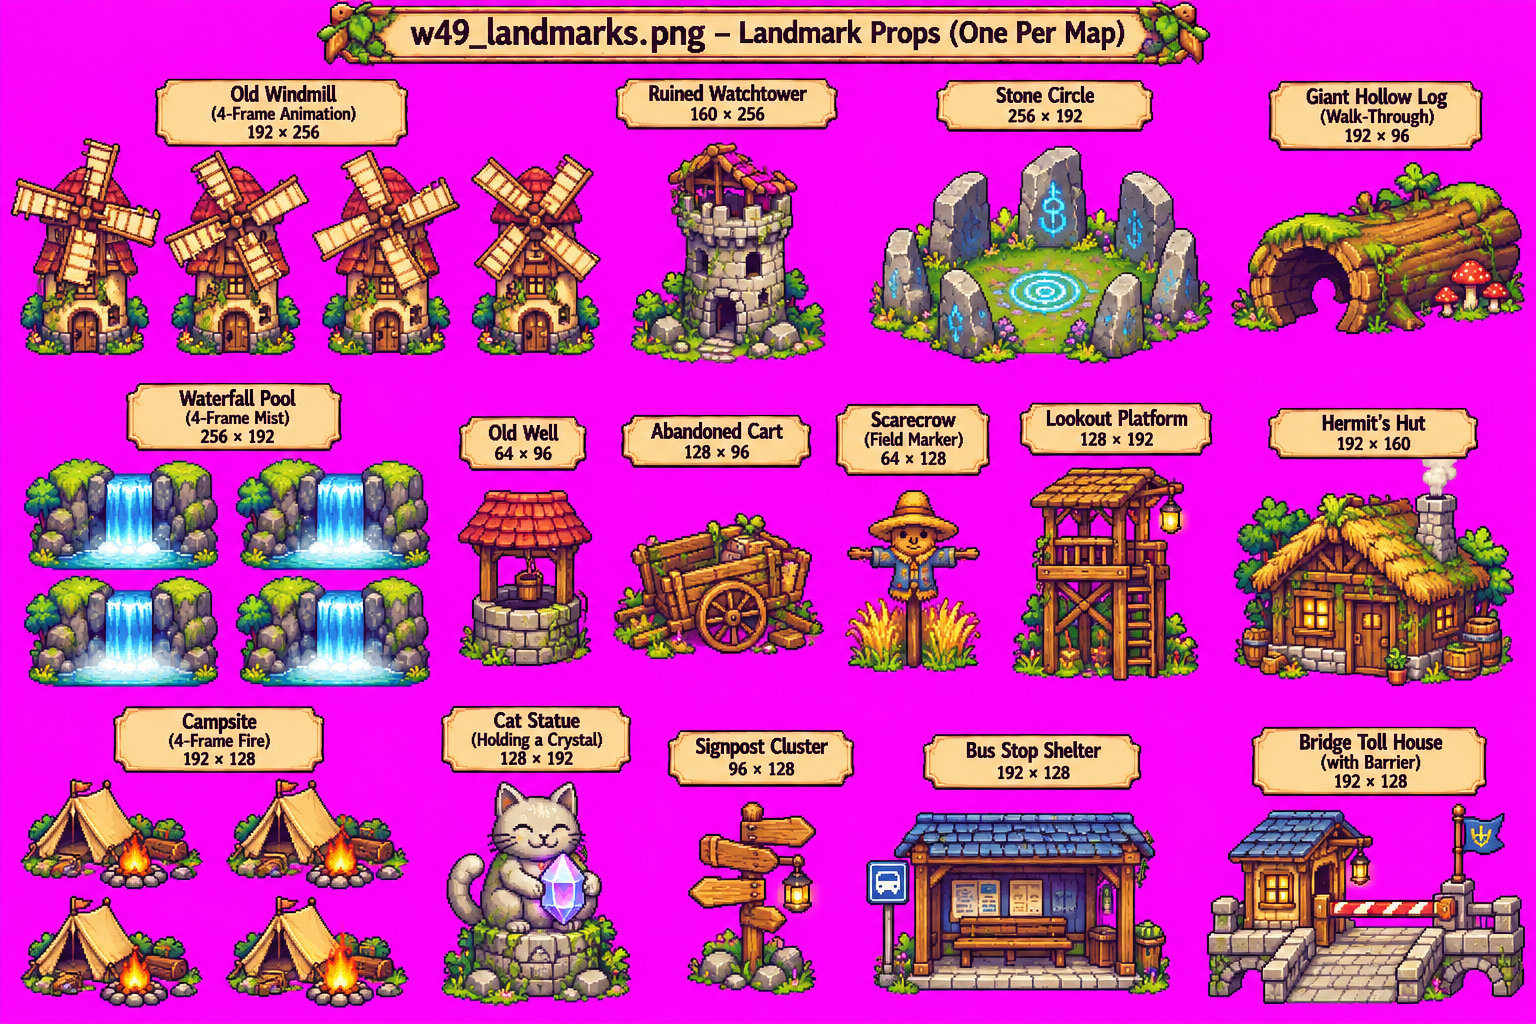 w49_landmarks.png – Landmark Props (One Per Map)
Old Windmill
(4-Frame Animation)
192 × 256
Ruined Watchtower
160 × 256
Stone Circle
256 × 192
Giant Hollow Log
(Walk-Through)
192 × 96
Waterfall Pool
(4-Frame Mist)
256 × 192
Old Well
64 × 96
Abandoned Cart
128 × 96
Scarecrow
(Field Marker)
64 × 128
Lookout Platform
128 × 192
Hermit's Hut
192 × 160
Campsite
(4-Frame Fire)
192 × 128
Cat Statue
(Holding a Crystal)
128 × 192
Signpost Cluster
96 × 128
Bus Stop Shelter
192 × 128
Bridge Toll House
(with Barrier)
192 × 128